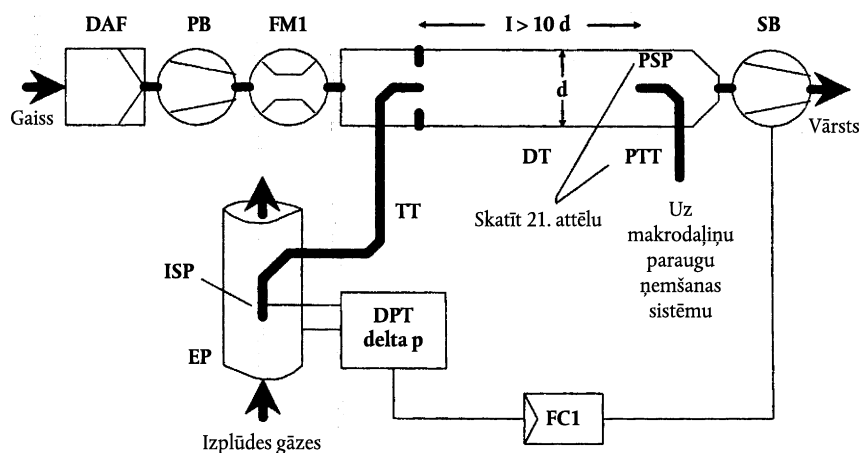 DAF
PB
FM1
l > 10 d
SB
PSP
d
Gaiss
Vārsts
DT
PTT
TT
Skatīt 21. attēlu
Uz
makrodaļiņu
paraugu
ņemšanas
sistēmu
ISP
DPT
delta p
EP
FC1
Izplūdes gāzes